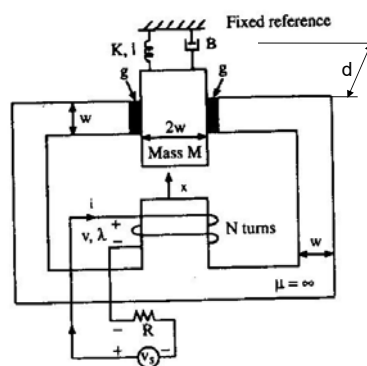 Fixed reference
K, l
B
d
g
g
w
2w
Mass M
x
i
+
v, λ
−
N turns
w
μ = ∞
−
R
+
v_s
−